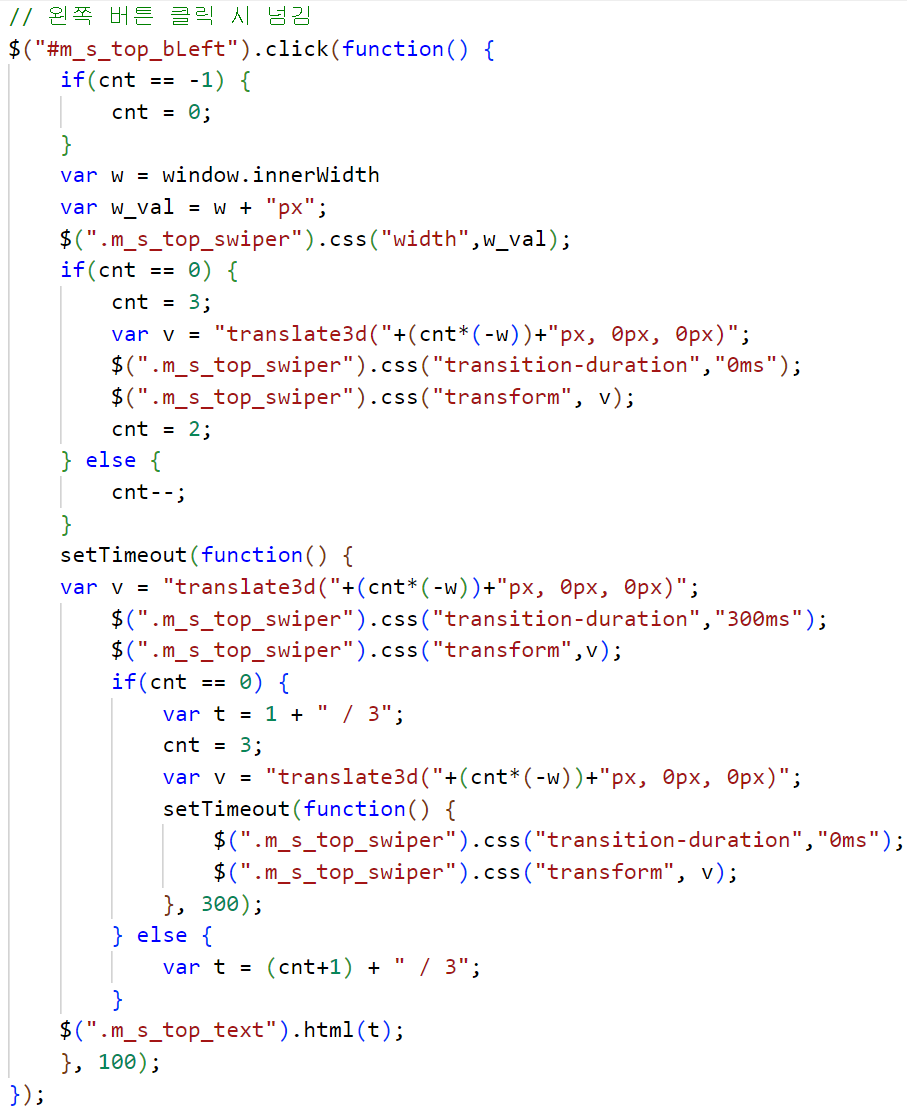 // 왼쪽 버튼 클릭 시 넘김
$("#m_s_top_bLeft").click(function() {
if(cnt == -1) {
cnt = 0;
}
var w = window.innerWidth
var w_val = w + "px";
$(".m_s_top_swiper").css("width",w_val);
if(cnt == 0) {
cnt = 3;
var v = "translate3d("+(cnt*(-w))+"px, 0px, 0px)";
$(".m_s_top_swiper").css("transition-duration","0ms");
$(".m_s_top_swiper").css("transform", v);
cnt = 2;
} else {
cnt--;
}
setTimeout(function() {
var v = "translate3d("+(cnt*(-w))+"px, 0px, 0px)";
$(".m_s_top_swiper").css("transition-duration","300ms");
$(".m_s_top_swiper").css("transform",v);
if(cnt == 0) {
var t = 1 + " / 3";
cnt = 3;
var v = "translate3d("+(cnt*(-w))+"px, 0px, 0px)";
setTimeout(function() {
$(".m_s_top_swiper").css("transition-duration","0ms");
$(".m_s_top_swiper").css("transform", v);
}, 300);
} else {
var t = (cnt+1) + " / 3";
}
$(".m_s_top_text").html(t);
}, 100);
});